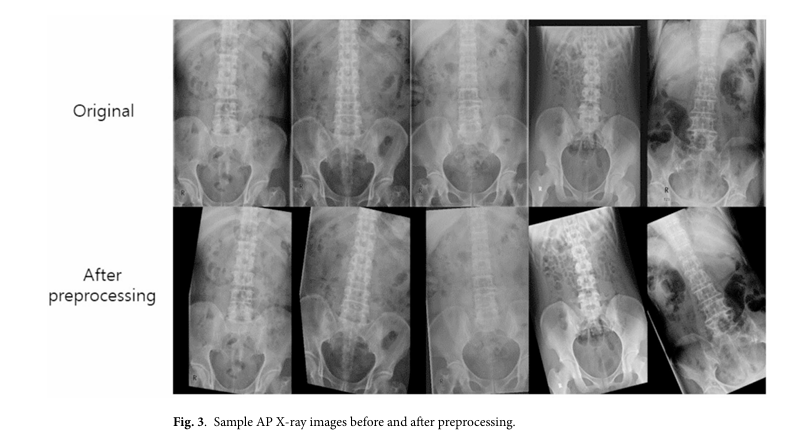 Original
After
preprocessing
R
Fig. 3. Sample AP X-ray images before and after preprocessing.